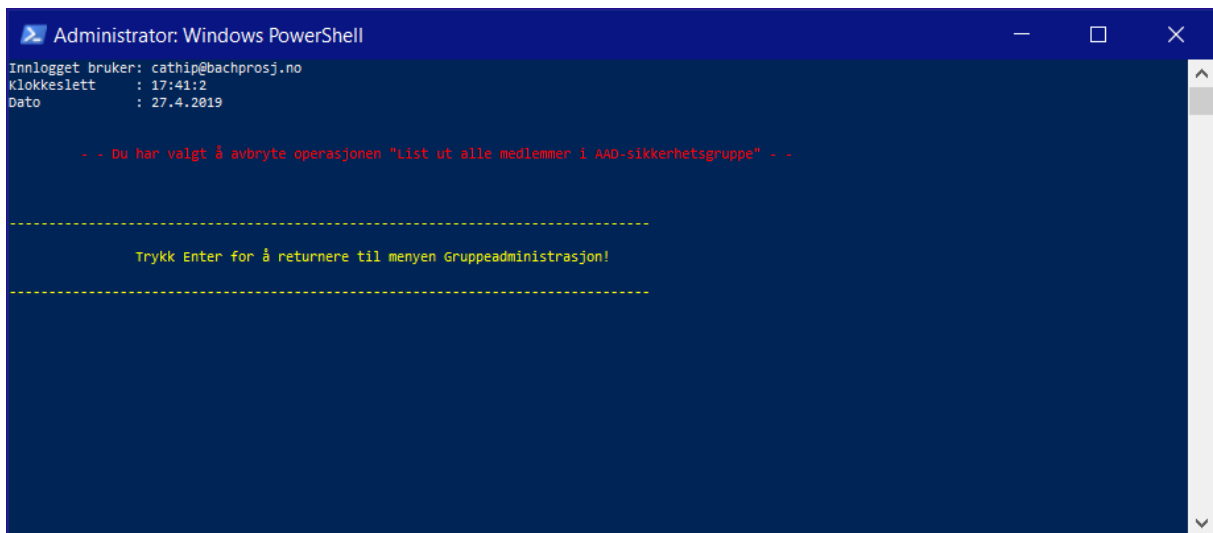 Administrator: Windows PowerShell
Innlogget bruker: cathip@bachprosj.no
Klokkeslett : 17:41:2
Dato : 27.4.2019
- - Du har valgt å avbryte operasjonen "List ut alle medlemmer i AAD-sikkerhetsgruppe" - -
--------------------------------------------------------------------------------
Trykk Enter for å returnere til menyen Gruppeadministrasjon!
--------------------------------------------------------------------------------